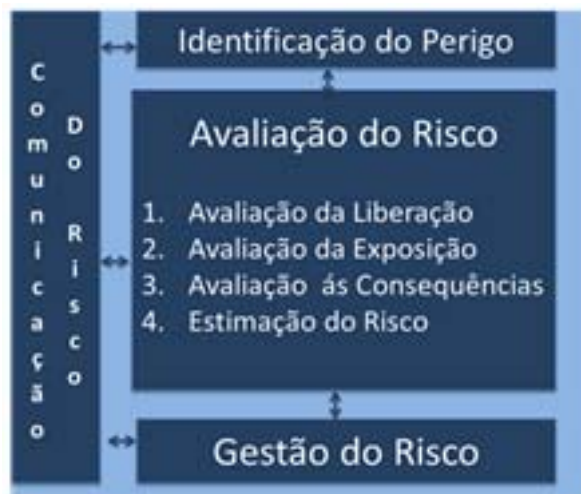 Comunicação
Do Risco
Identificação do Perigo
Avaliação do Risco
1. Avaliação da Liberação
2. Avaliação da Exposição
3. Avaliação ás Consequências
4. Estimação do Risco
Gestão do Risco